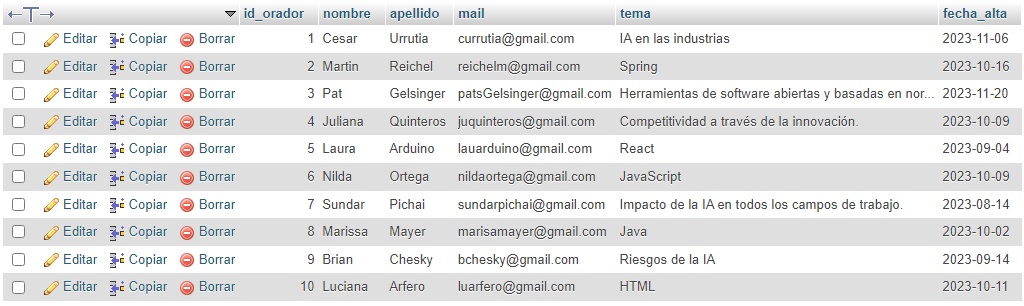 id_orador nombre apellido mail tema fecha_alta
Editar Copiar Borrar 1 Cesar Urrutia currutia@gmail.com IA en las industrias 2023-11-06
Editar Copiar Borrar 2 Martin Reichel reichelm@gmail.com Spring 2023-10-16
Editar Copiar Borrar 3 Pat Gelsinger patsGelsinger@gmail.com Herramientas de software abiertas y basadas en nor... 2023-11-20
Editar Copiar Borrar 4 Juliana Quinteros juquinteros@gmail.com Competitividad a través de la innovación. 2023-10-09
Editar Copiar Borrar 5 Laura Arduino lauarduino@gmail.com React 2023-09-04
Editar Copiar Borrar 6 Nilda Ortega nildaortega@gmail.com JavaScript 2023-10-09
Editar Copiar Borrar 7 Sundar Pichai sundarpichai@gmail.com Impacto de la IA en todos los campos de trabajo. 2023-08-14
Editar Copiar Borrar 8 Marissa Mayer marisamayer@gmail.com Java 2023-10-02
Editar Copiar Borrar 9 Brian Chesky bchesky@gmail.com Riesgos de la IA 2023-09-14
Editar Copiar Borrar 10 Luciana Arfero luarfero@gmail.com HTML 2023-10-11